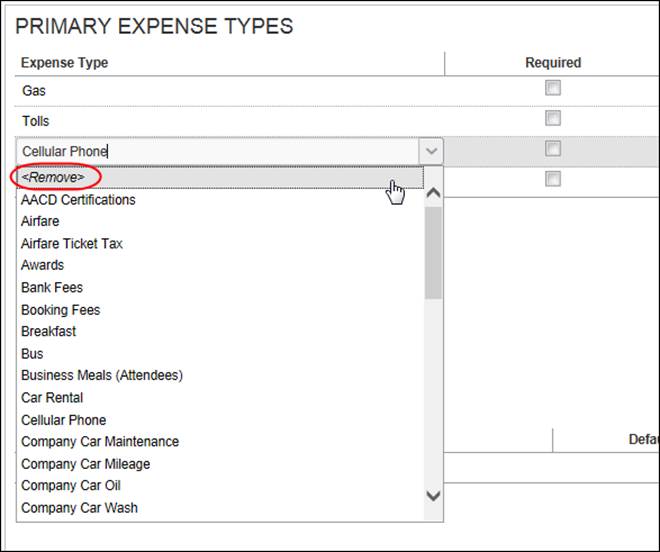 PRIMARY EXPENSE TYPES
Expense Type Required
Gas
Tolls
Cellular Phone
<Remove>
AACD Certifications
Airfare
Airfare Ticket Tax
Awards
Bank Fees
Booking Fees
Breakfast
Bus
Business Meals (Attendees)
Car Rental
Cellular Phone
Company Car Maintenance
Company Car Mileage
Company Car Oil
Company Car Wash
Defau